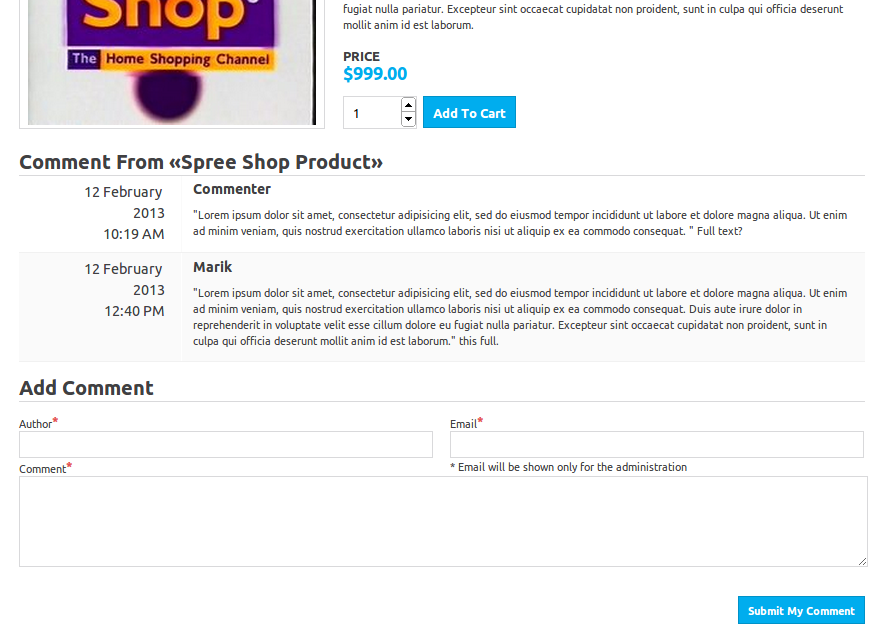 Shop
The Home Shopping Channel
fugiat nulla pariatur. Excepteur sint occaecat cupidatat non proident, sunt in culpa qui officia deserunt
mollit anim id est laborum.
PRICE
$999.00
1
Add To Cart
Comment From «Spree Shop Product»
12 February
2013
10:19 AM
Commenter
"Lorem ipsum dolor sit amet, consectetur adipisicing elit, sed do eiusmod tempor incididunt ut labore et dolore magna aliqua. Ut enim
ad minim veniam, quis nostrud exercitation ullamco laboris nisi ut aliquip ex ea commodo consequat. " Full text?
12 February
2013
12:40 PM
Marik
"Lorem ipsum dolor sit amet, consectetur adipisicing elit, sed do eiusmod tempor incididunt ut labore et dolore magna aliqua. Ut enim
ad minim veniam, quis nostrud exercitation ullamco laboris nisi ut aliquip ex ea commodo consequat. Duis aute irure dolor in
reprehenderit in voluptate velit esse cillum dolore eu fugiat nulla pariatur. Excepteur sint occaecat cupidatat non proident, sunt in
culpa qui officia deserunt mollit anim id est laborum." this full.
Add Comment
Author*
Email*
* Email will be shown only for the administration
Comment*
Submit My Comment